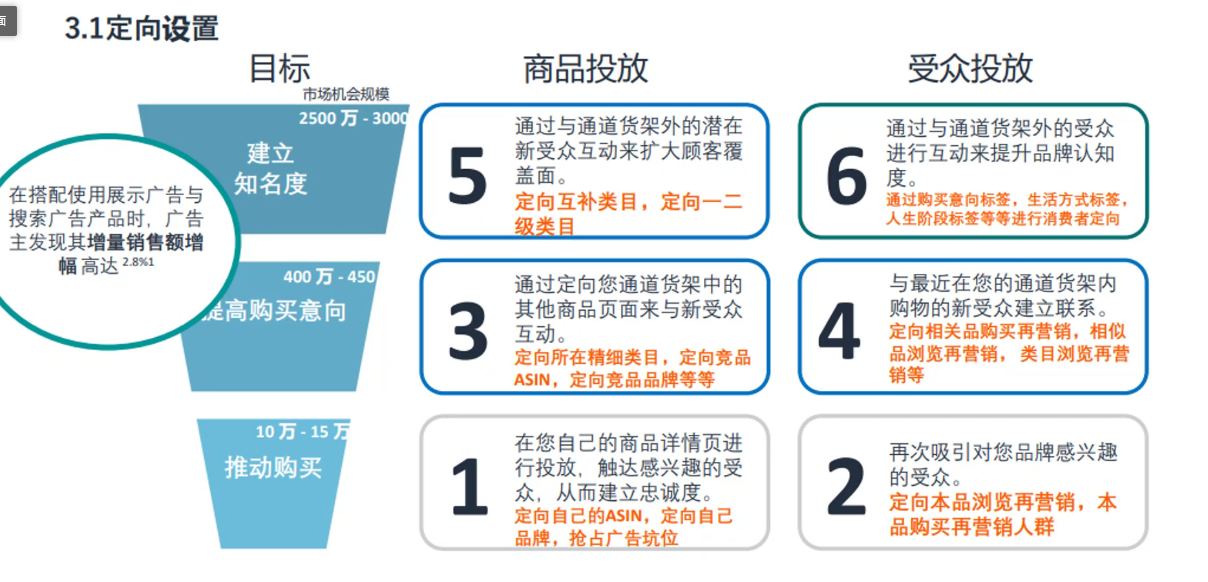 面
3.1定向设置
目标
商品投放
受众投放
市场机会规模
2500 万 - 3000
建立
知名度
在搭配使用展示广告与
搜索广告产品时，广告
主发现其增量销售额增
幅 高达 2.8%1
400 万 - 450
提高购买意向
10 万 - 15 万
推动购买
5
通过与通道货架外的潜在
新受众互动来扩大顾客覆
盖面。
定向互补类目，定向一二
级类目
6
通过与通道货架外的受众
进行互动来提升品牌认知
度。
通过购买意向标签，生活方式标签，
人生阶段标签等等进行消费者定向
3
通过定向您通道货架中的
其他商品页面来与新受众
互动。
定向所在精细类目，定向竞品
ASIN，定向竞品品牌等等
4
与最近在您的通道货架内
购物的新受众建立联系。
定向相关品购买再营销，相似
品浏览再营销， 类目浏览再营
销等
1
在您自己的商品详情页进
行投放，触达感兴趣的受
众，从而建立忠诚度。
定向自己的ASIN，定向自己
品牌，抢占广告坑位
2
再次吸引对您品牌感兴趣
的受众。
定向本品浏览再营销，本
品购买再营销人群